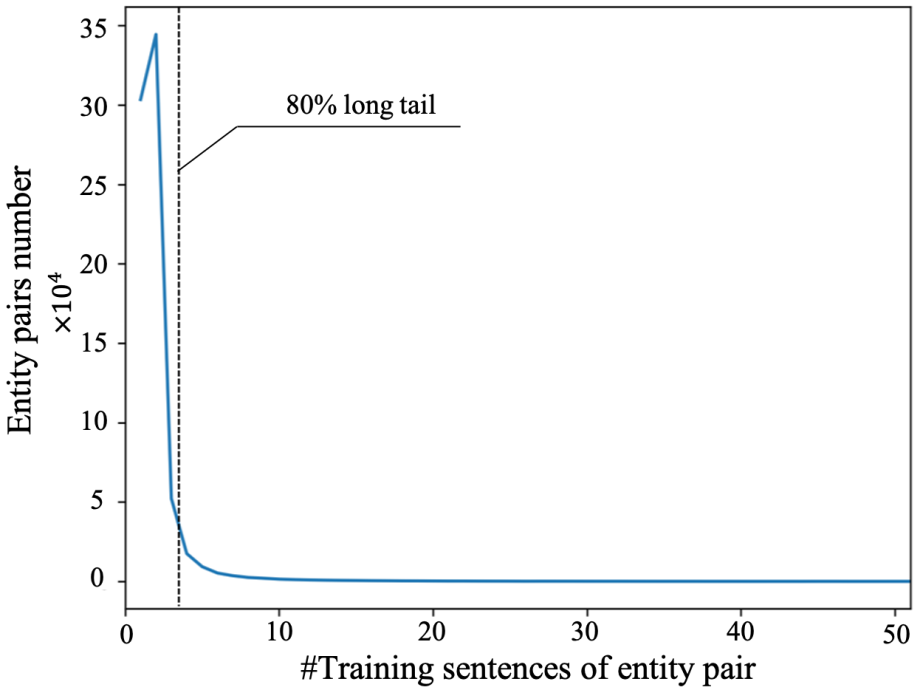 35
30
25
20
15
10
5
0
Entity pairs number
×10⁴
80% long tail
0 10 20 30 40 50
#Training sentences of entity pair